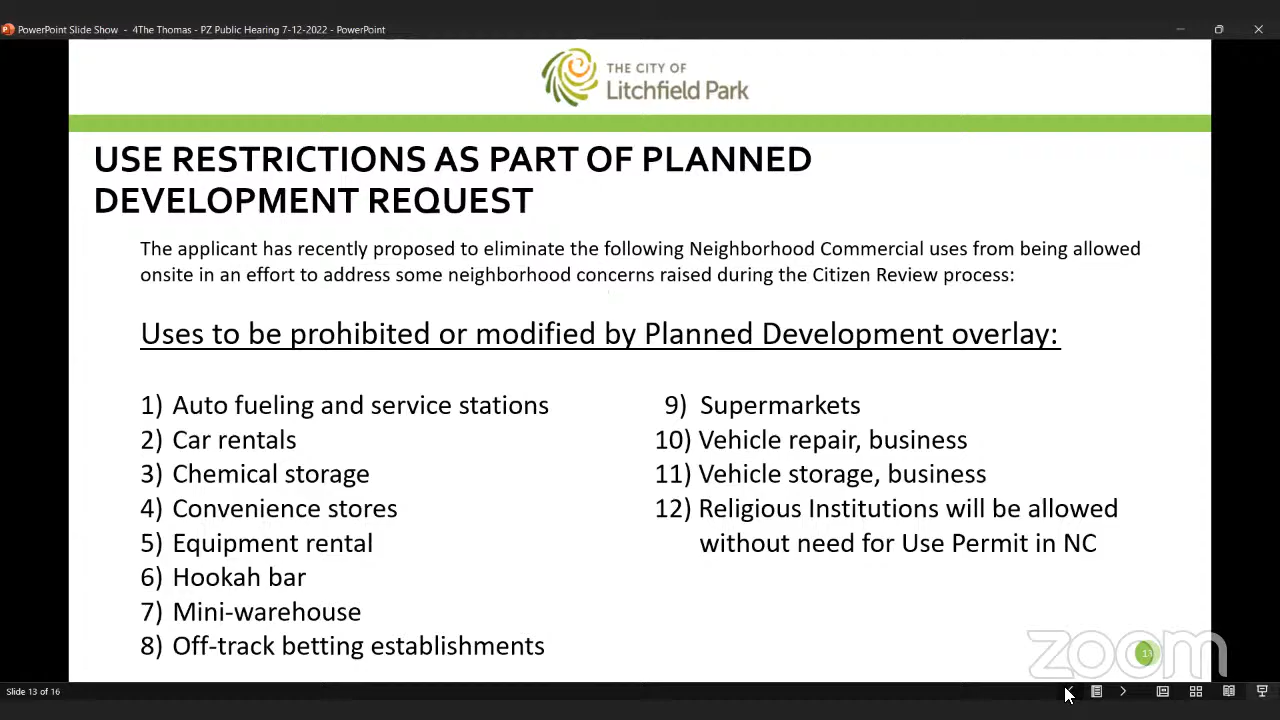 PowerPoint Slide Show - 4The Thomas - PZ Public Hearing 7-12-2022 - PowerPoint
THE CITY OF
Litchfield Park
USE RESTRICTIONS AS PART OF PLANNED
DEVELOPMENT REQUEST
The applicant has recently proposed to eliminate the following Neighborhood Commercial uses from being allowed
onsite in an effort to address some neighborhood concerns raised during the Citizen Review process:
Uses to be prohibited or modified by Planned Development overlay:
1) Auto fueling and service stations
2) Car rentals
3) Chemical storage
4) Convenience stores
5) Equipment rental
6) Hookah bar
7) Mini-warehouse
8) Off-track betting establishments
9) Supermarkets
10) Vehicle repair, business
11) Vehicle storage, business
12) Religious Institutions will be allowed
without need for Use Permit in NC
zoom
Slide 13 of 16